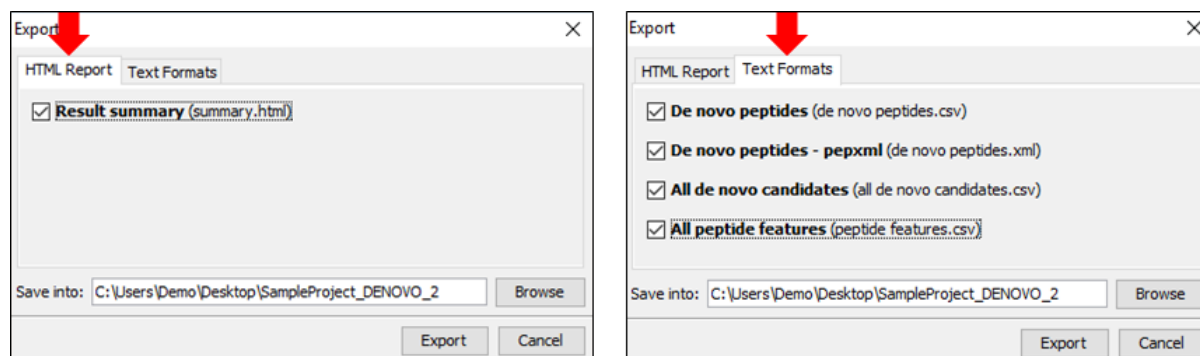 Export
HTML Report Text Formats
Result summary (summary.html)
Save into: C:\Users\Demo\Desktop\SampleProject_DENOVO_2 Browse
Export Cancel
Export
HTML Report Text Formats
De novo peptides (de novo peptides.csv)
De novo peptides - pepxml (de novo peptides.xml)
All de novo candidates (all de novo candidates.csv)
All peptide features (peptide features.csv)
Save into: C:\Users\Demo\Desktop\SampleProject_DENOVO_2 Browse
Export Cancel